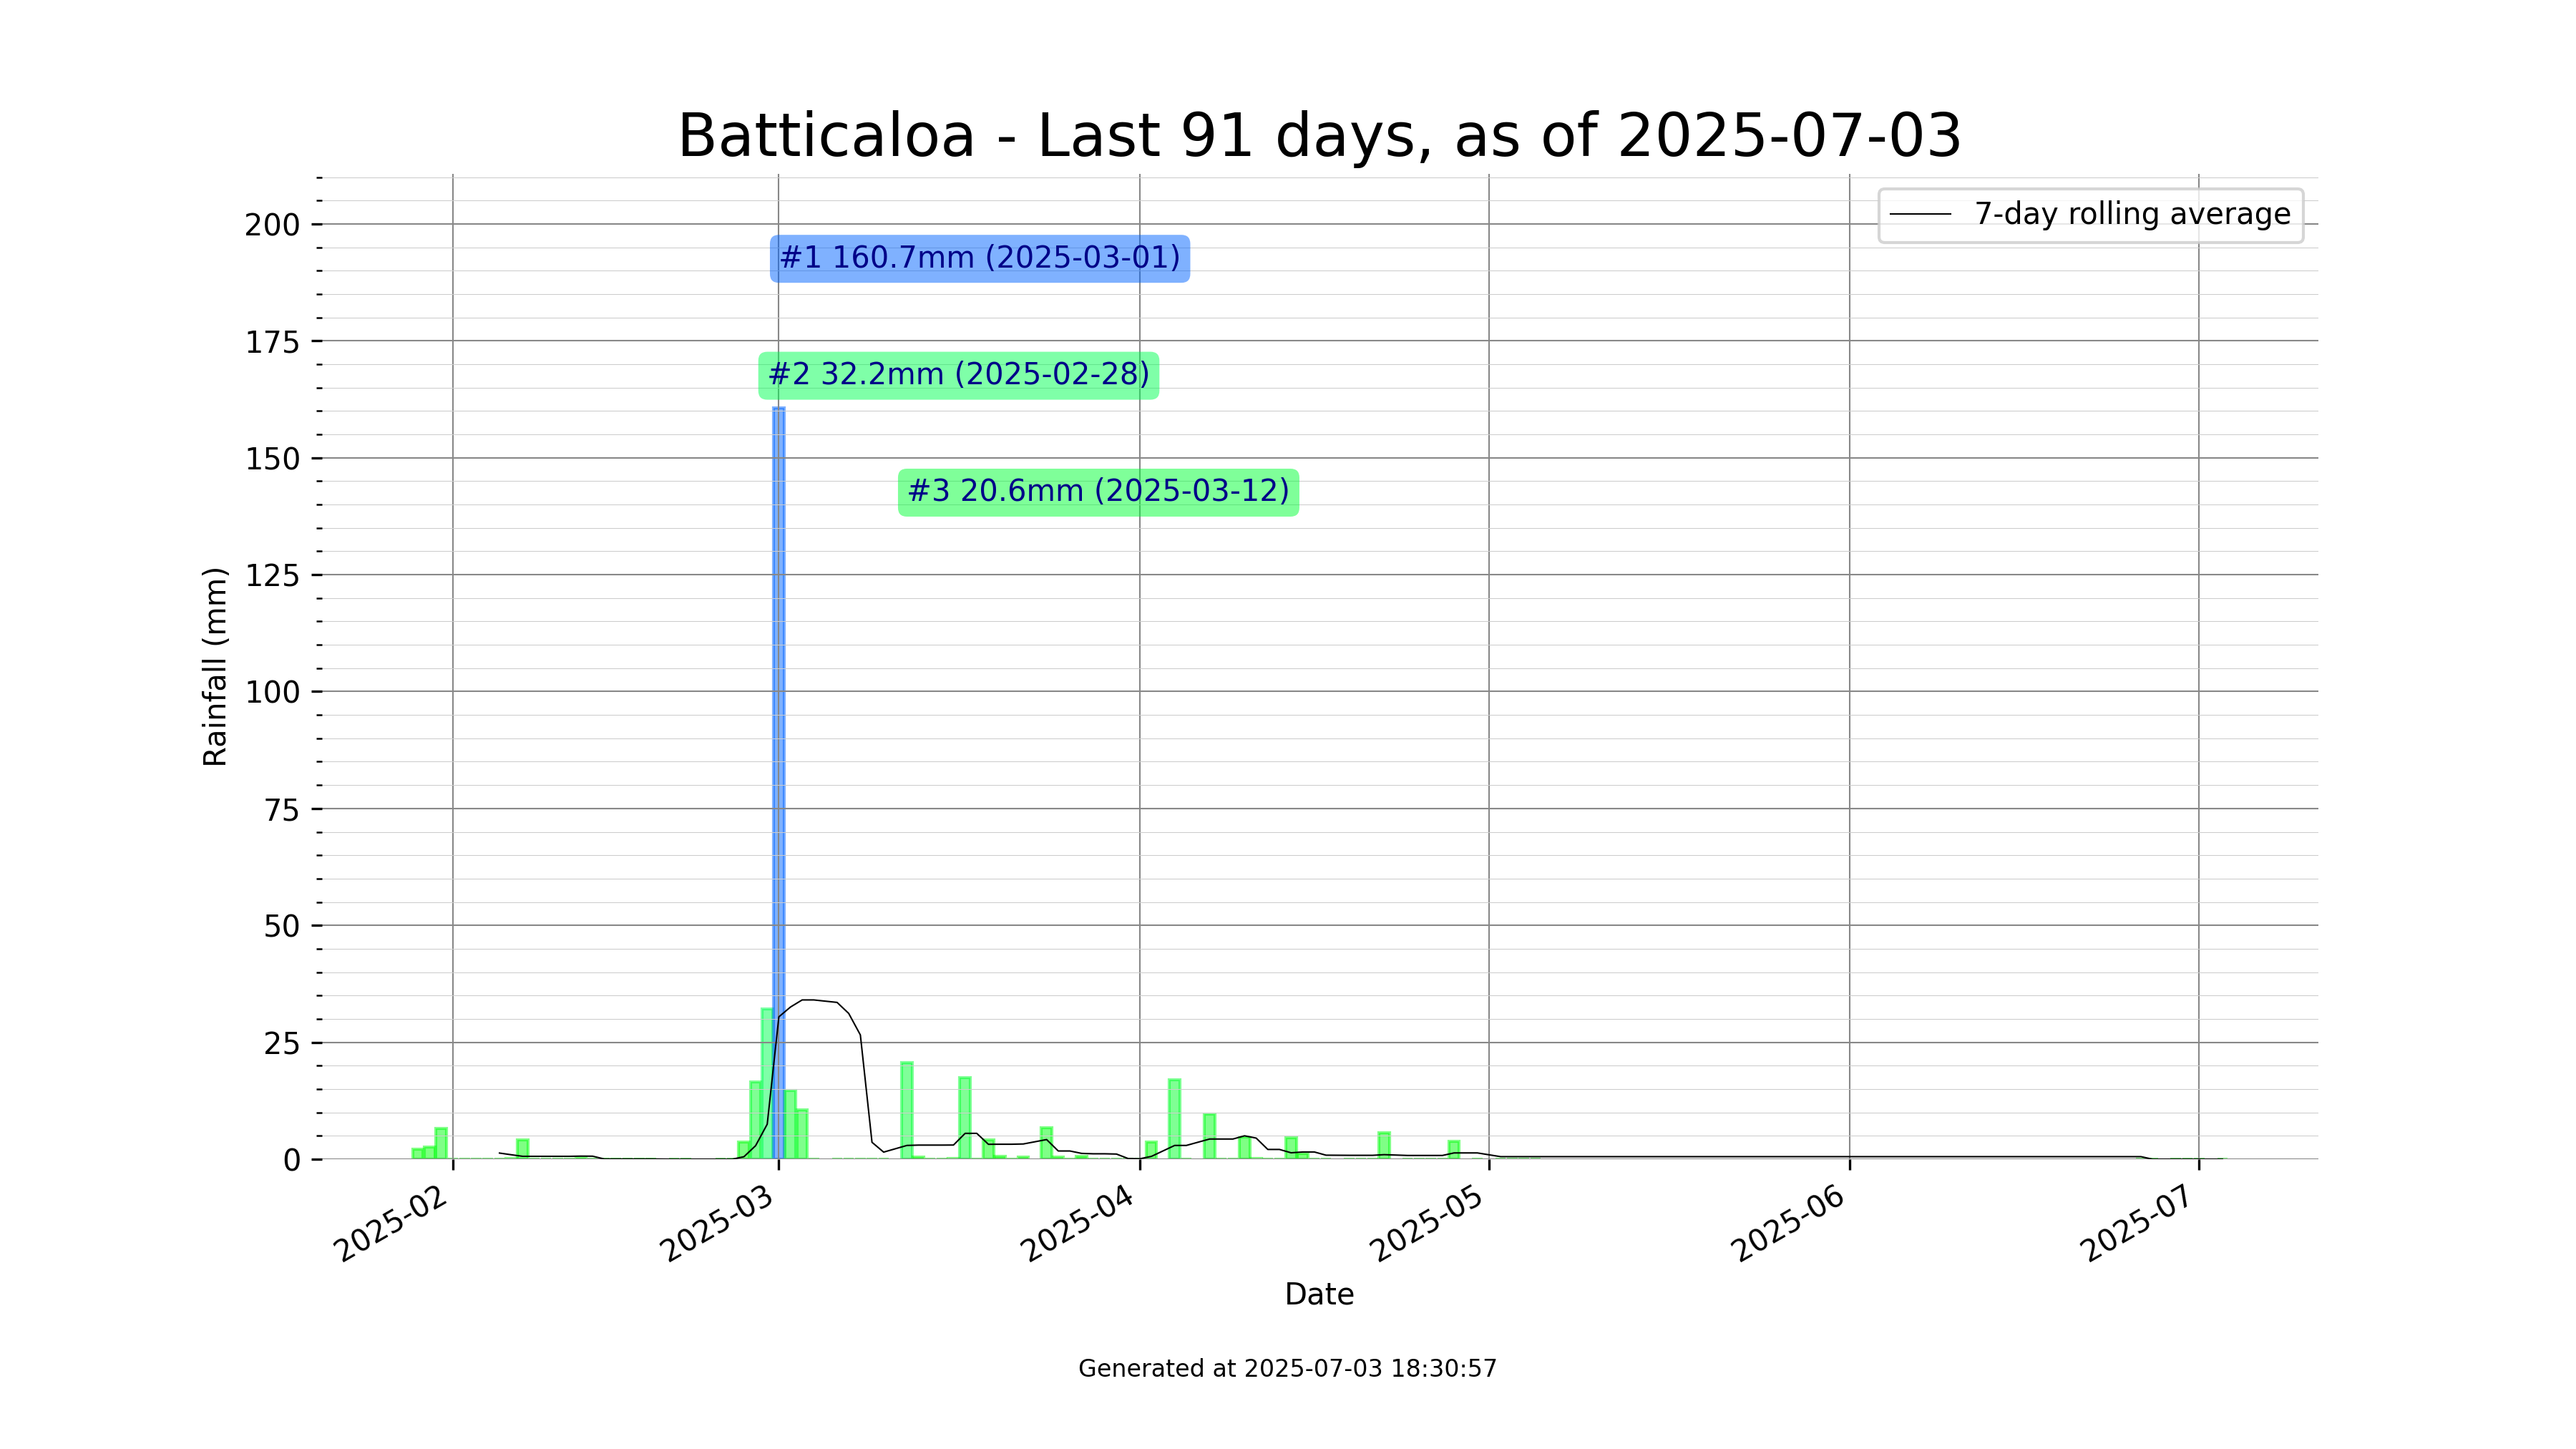 Batticaloa - Last 91 days, as of 2025-07-03
7-day rolling average
#1 160.7mm (2025-03-01)
#2 32.2mm (2025-02-28)
#3 20.6mm (2025-03-12)
Rainfall (mm)
200
175
150
125
100
75
50
25
0
2025-02
2025-03
2025-04
2025-05
2025-06
2025-07
Date
Generated at 2025-07-03 18:30:57